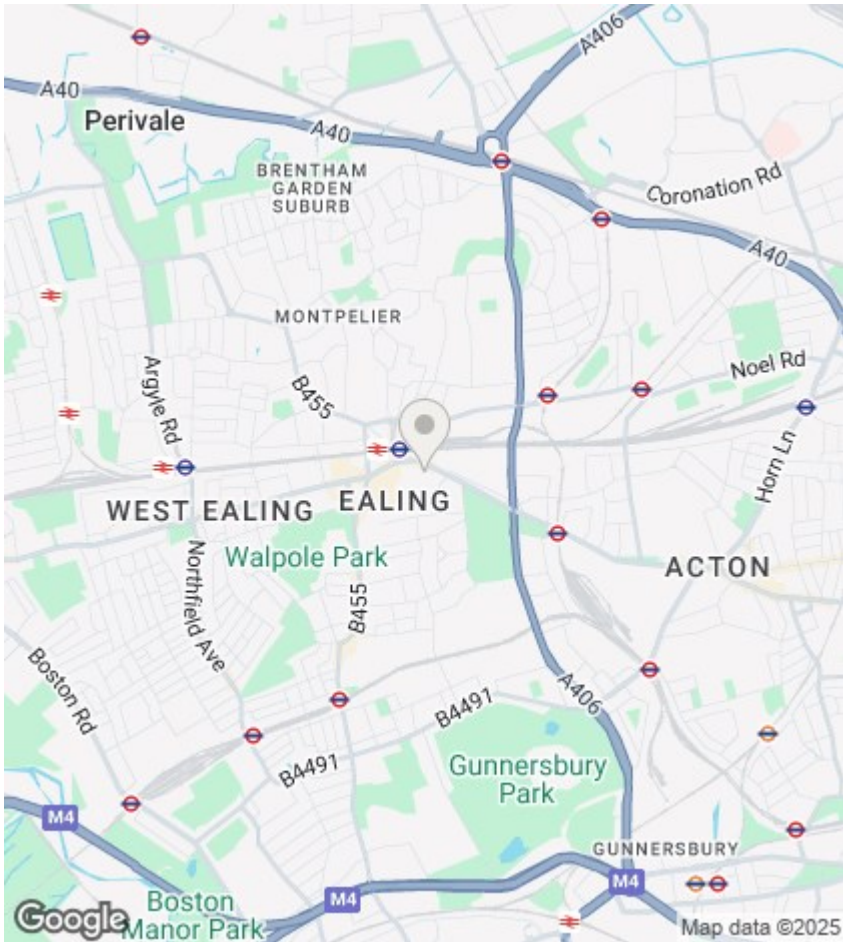 A406
A40
Perivale
A40
BRENTHAM
GARDEN
SUBURB
Coronation Rd
A40
MONTPELIER
Argyle Rd
B455
Noel Rd
Horn Ln
WEST EALING
EALING
Walpole Park
ACTON
Northfield Ave
B455
Boston Rd
A406
B4491
B4491
Gunnersbury
Park
M4
GUNNERSBURY
M4
M4
Boston
Manor Park
Google
Map data ©2025